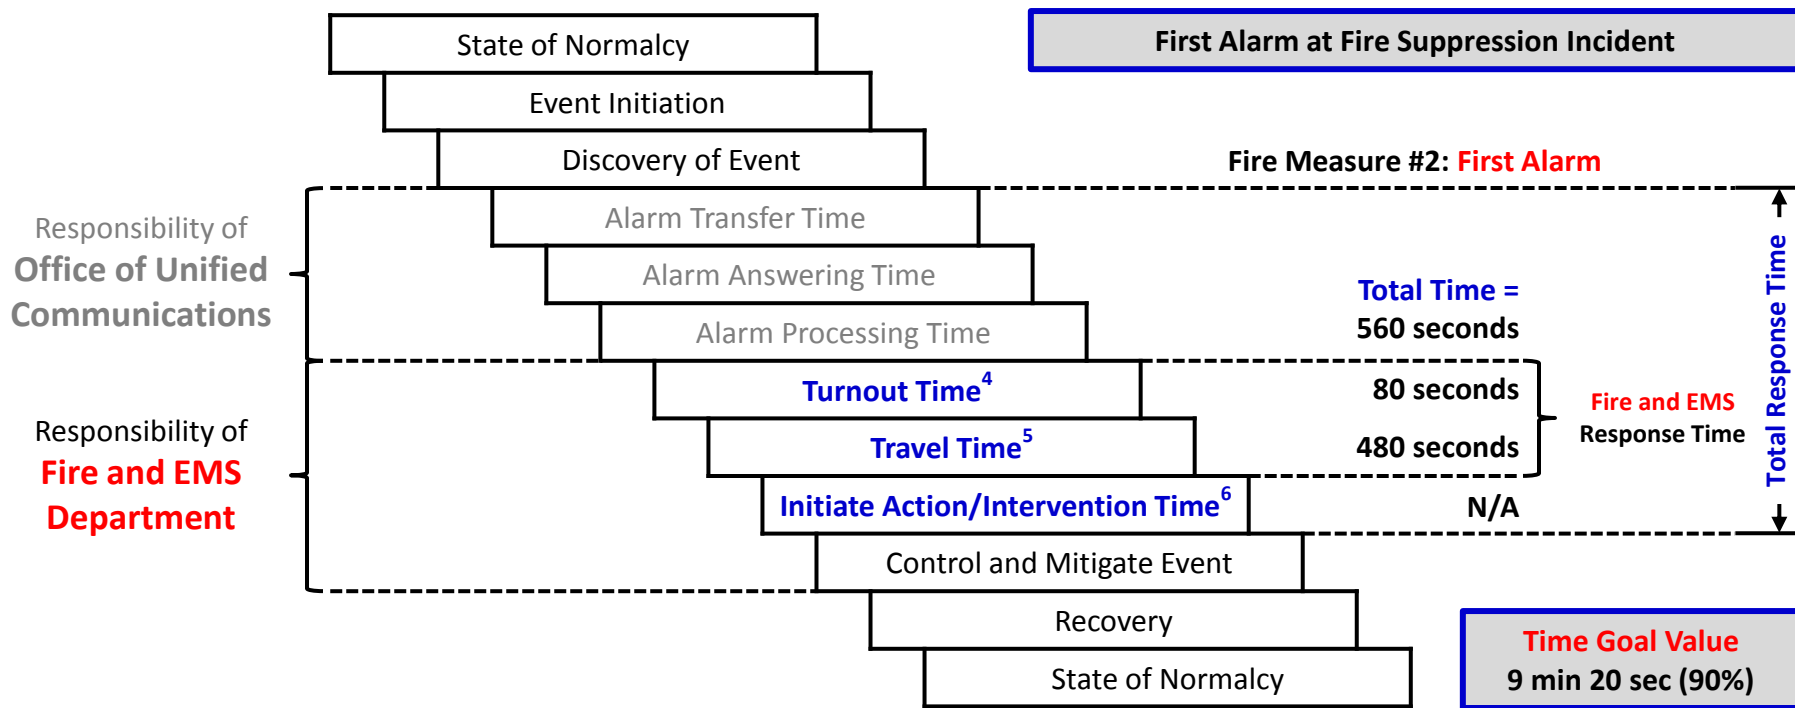 State of Normalcy
First Alarm at Fire Suppression Incident
Event Initiation
Discovery of Event
Fire Measure #2: First Alarm
Responsibility of
Office of Unified
Communications
Alarm Transfer Time
Alarm Answering Time
Alarm Processing Time
Total Time =
560 seconds
Total Response Time
Responsibility of
Fire and EMS
Department
Turnout Time4
80 seconds
Travel Time5
480 seconds
Fire and EMS
Response Time
Initiate Action/Intervention Time6
N/A
Control and Mitigate Event
Recovery
State of Normalcy
Time Goal Value
9 min 20 sec (90%)